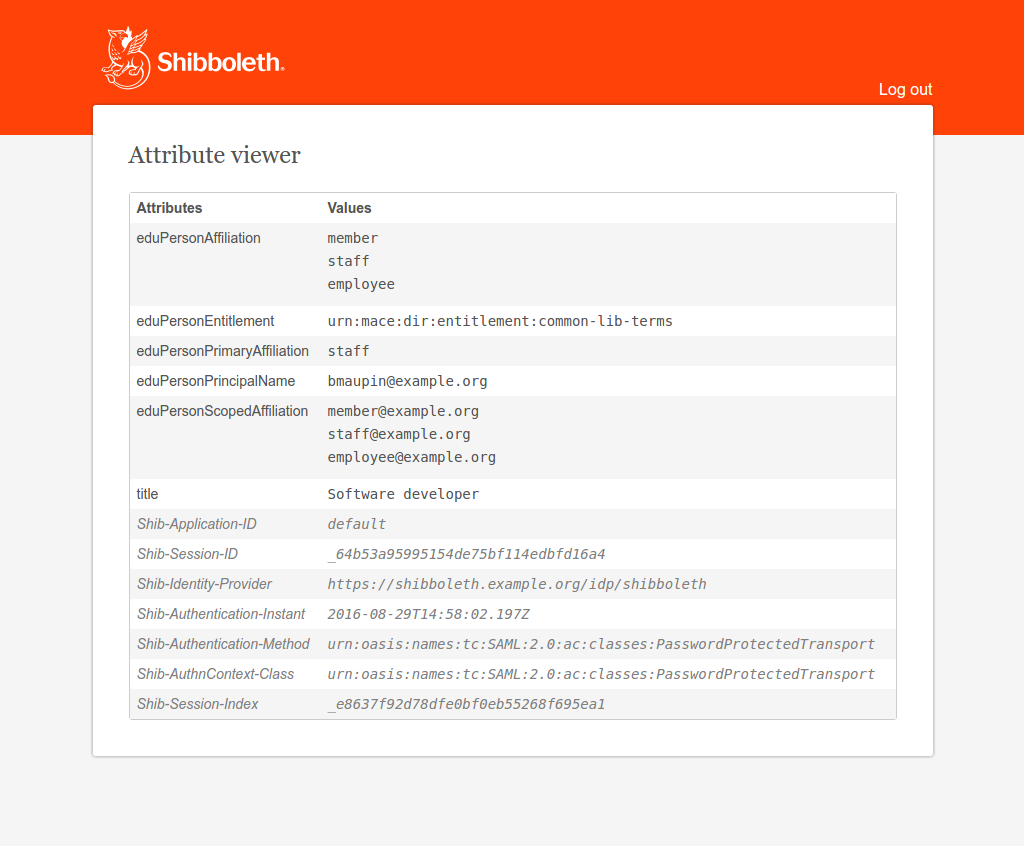 Shibboleth.
Log out
Attribute viewer
Attributes Values
eduPersonAffiliation member
staff
employee
eduPersonEntitlement urn:mace:dir:entitlement:common-lib-terms
eduPersonPrimaryAffiliation staff
eduPersonPrincipalName bmaupin@example.org
eduPersonScopedAffiliation member@example.org
staff@example.org
employee@example.org
title Software developer
Shib-Application-ID default
Shib-Session-ID _64b53a95995154de75bf114edbfd16a4
Shib-Identity-Provider https://shibboleth.example.org/idp/shibboleth
Shib-Authentication-Instant 2016-08-29T14:58:02.197Z
Shib-Authentication-Method urn:oasis:names:tc:SAML:2.0:ac:classes:PasswordProtectedTransport
Shib-AuthnContext-Class urn:oasis:names:tc:SAML:2.0:ac:classes:PasswordProtectedTransport
Shib-Session-Index _e8637f92d78dfe0bf0eb55268f695ea1